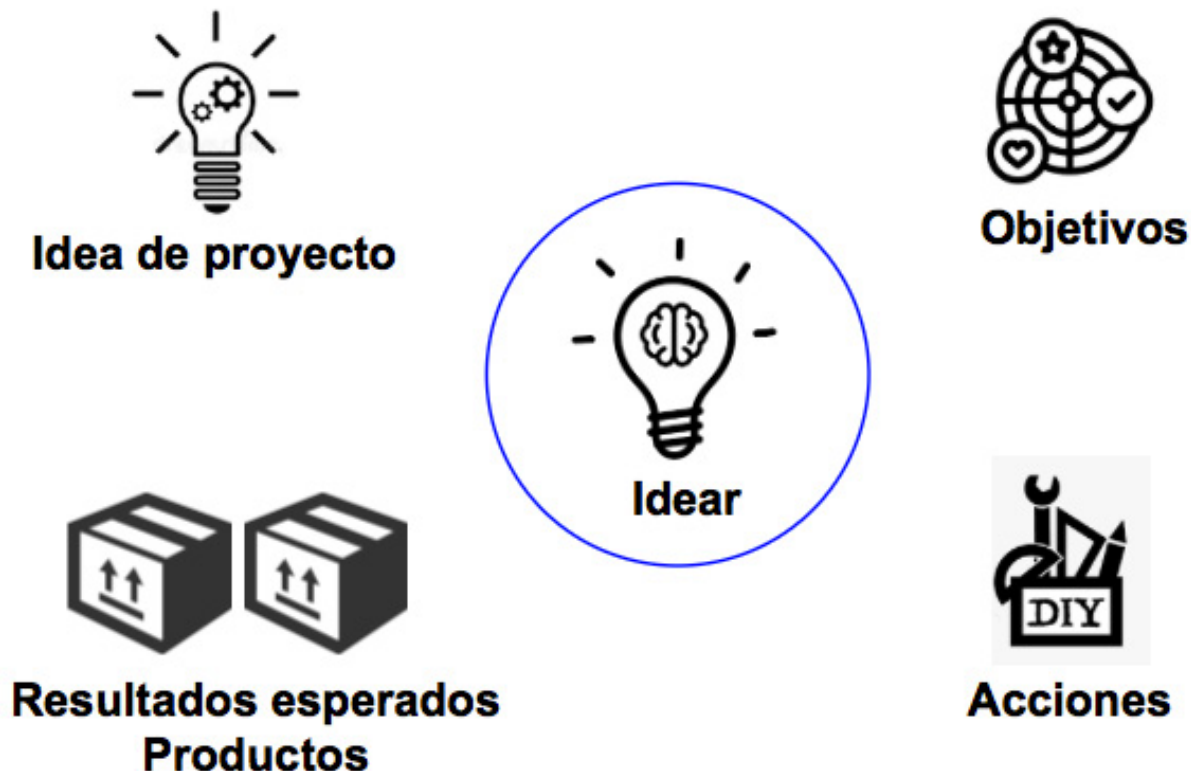 Idea de proyecto
Objetivos
Idear
DIY
Resultados esperados
Productos
Acciones